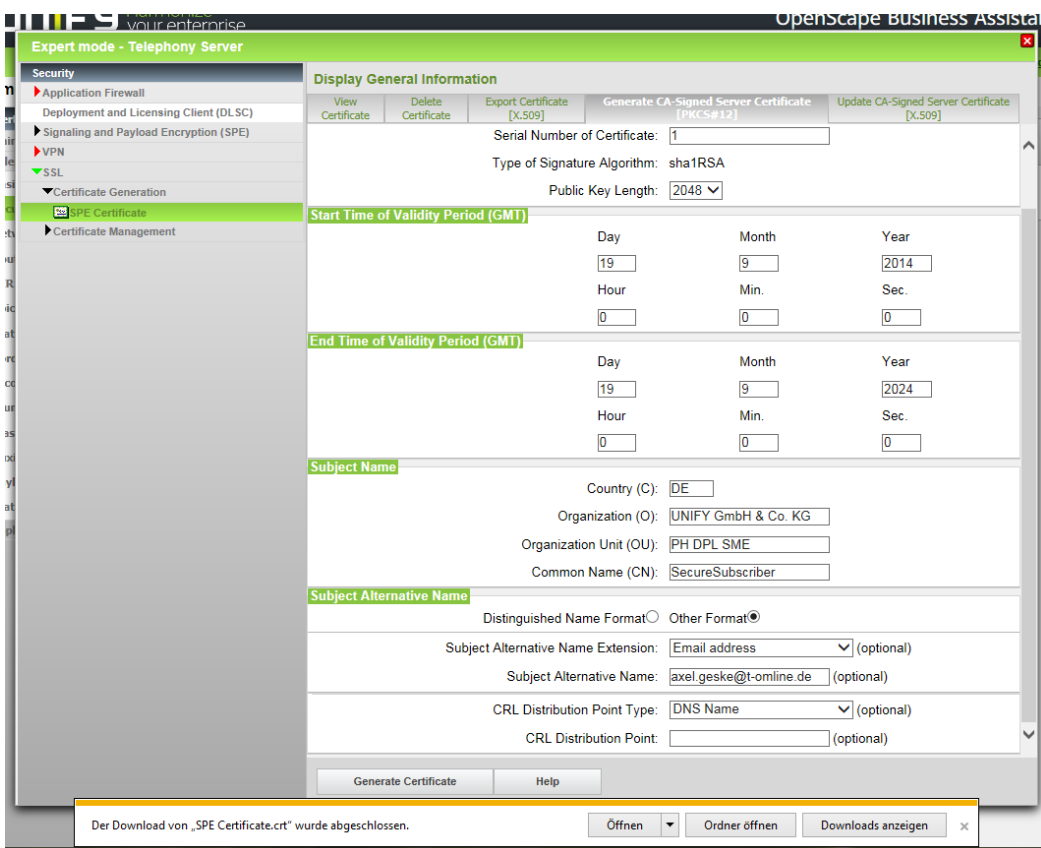 your enterprise
OpenScape Business Assista
Expert mode - Telephony Server
Security
Application Firewall
Deployment and Licensing Client (DLSC)
Signaling and Payload Encryption (SPE)
VPN
SSL
Certificate Generation
SPE Certificate
Certificate Management
Display General Information
View Certificate
Delete Certificate
Export Certificate [X.509]
Generate CA-Signed Server Certificate [PKCS#12]
Update CA-Signed Server Certificate [X.509]
Serial Number of Certificate: 1
Type of Signature Algorithm: sha1RSA
Public Key Length: 2048
Start Time of Validity Period (GMT)
Day Month Year
19 9 2014
Hour Min. Sec.
0 0 0
End Time of Validity Period (GMT)
Day Month Year
19 9 2024
Hour Min. Sec.
0 0 0
Subject Name
Country (C): DE
Organization (O): UNIFY GmbH & Co. KG
Organization Unit (OU): PH DPL SME
Common Name (CN): SecureSubscriber
Subject Alternative Name
Distinguished Name Format Other Format
Subject Alternative Name Extension: Email address (optional)
Subject Alternative Name: axel.geske@t-omline.de (optional)
CRL Distribution Point Type: DNS Name (optional)
CRL Distribution Point: (optional)
Generate Certificate Help
Der Download von „SPE Certificate.crt" wurde abgeschlossen. Öffnen Ordner öffnen Downloads anzeigen